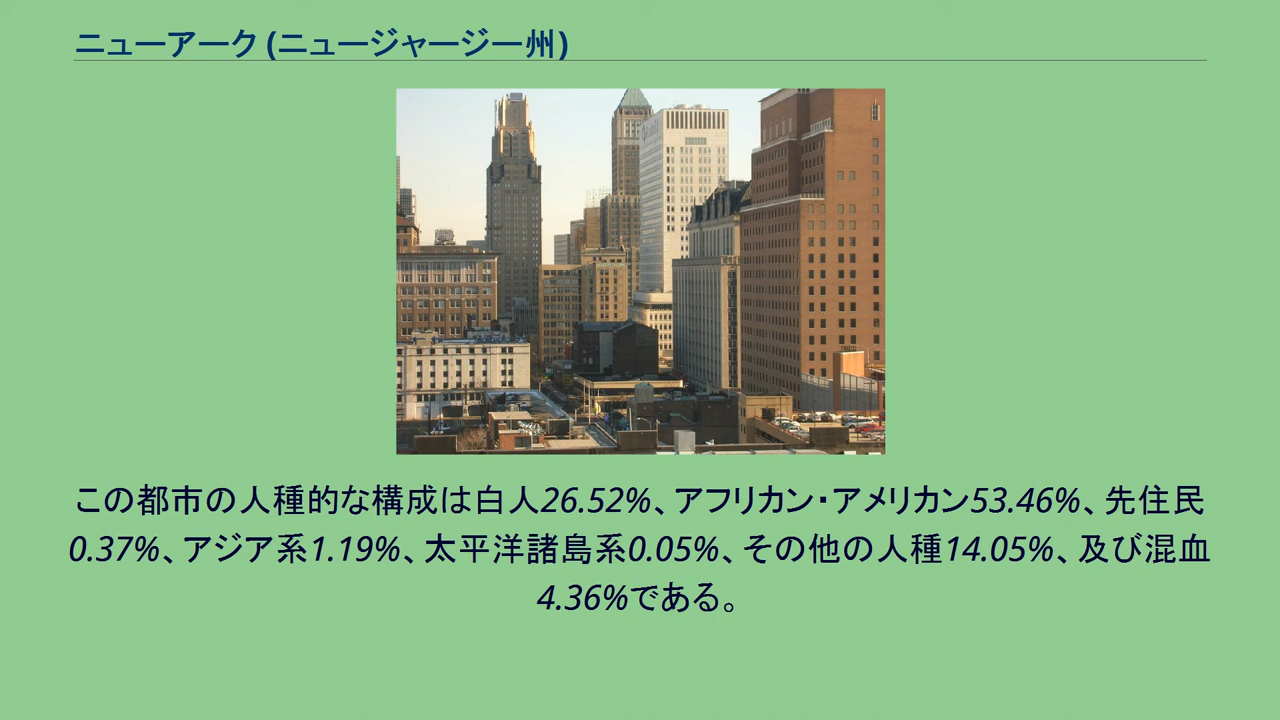 ニューアーク (ニュージャージー州)
この都市の人種的な構成は白人26.52%、アフリカン・アメリカン53.46%、先住民
0.37%、アジア系1.19%、太平洋諸島系0.05%、その他の人種14.05%、及び混血
4.36%である。